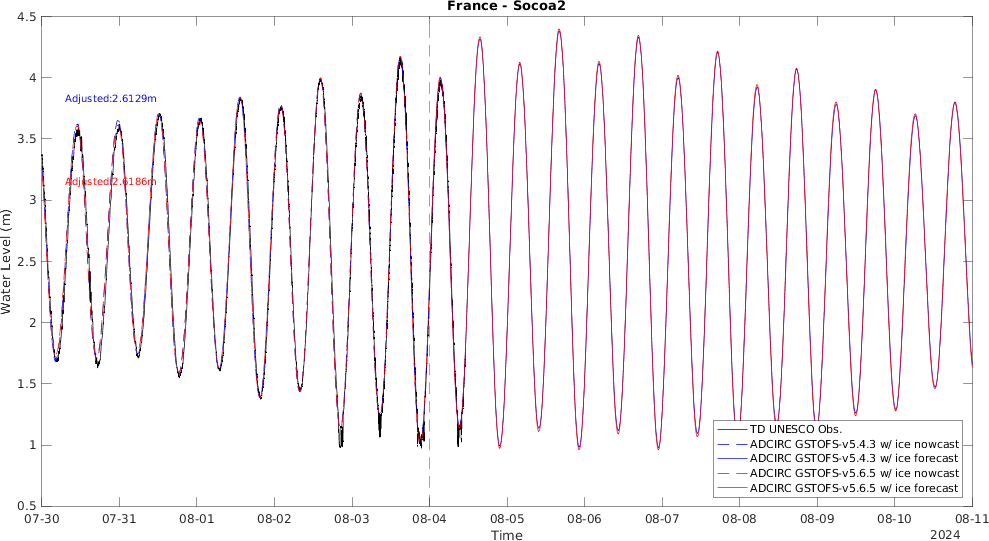 France - Socoa2
4.5
4
3.5
3
2.5
2
1.5
1
0.5
Water Level (m)
Adjusted:2.6129m
Adjusted:2.6186m
TD UNESCO Obs.
ADCIRC GSTOFS-v5.4.3 w/ ice nowcast
ADCIRC GSTOFS-v5.4.3 w/ ice forecast
ADCIRC GSTOFS-v5.6.5 w/ ice nowcast
ADCIRC GSTOFS-v5.6.5 w/ ice forecast
07-30 07-31 08-01 08-02 08-03 08-04 08-05 08-06 08-07 08-08 08-09 08-10 08-11
Time
2024